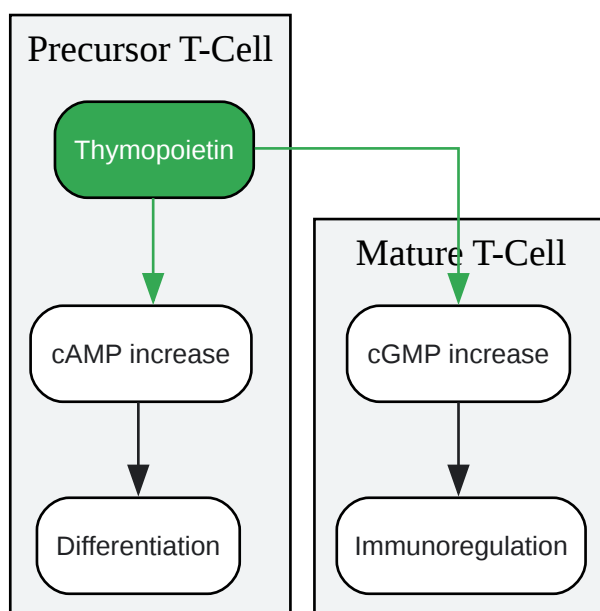 Precursor T-Cell
Thymopoietin
Mature T-Cell
cAMP increase
cGMP increase
Differentiation
Immunoregulation